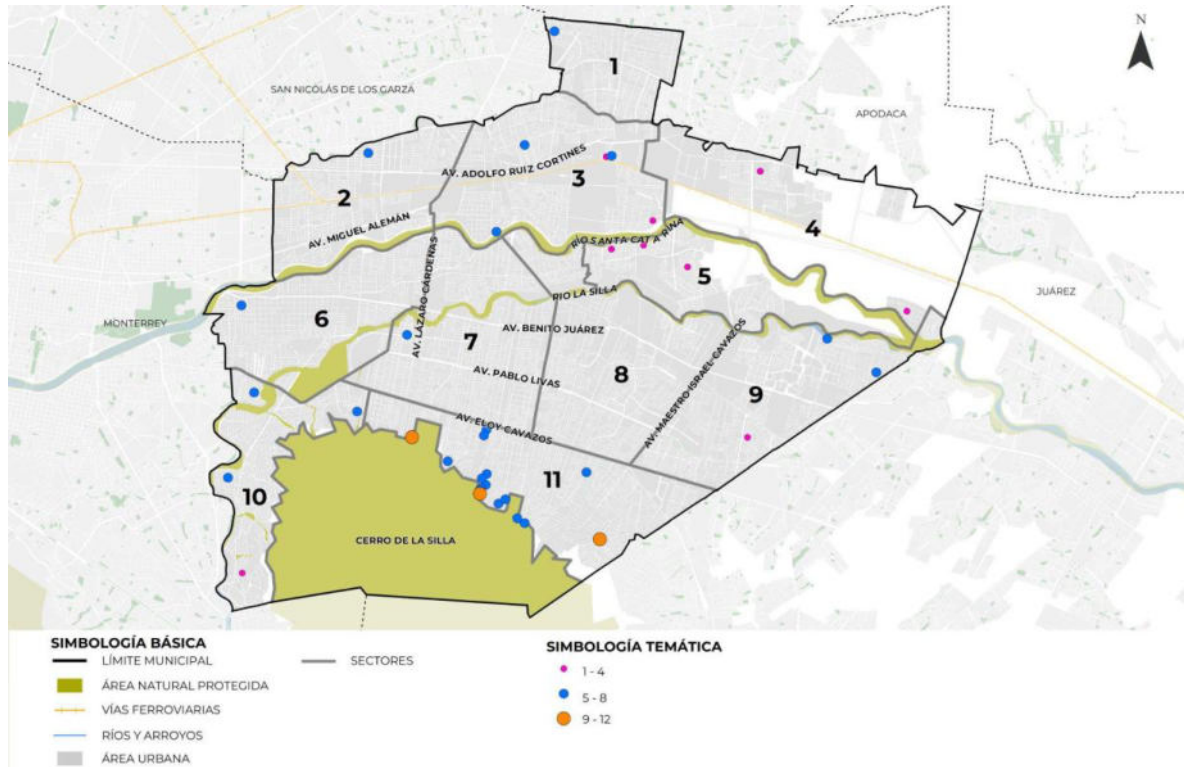 N
1
SAN NICÓLAS DE LOS GARZA
APODACA
AV. ADOLFO RUIZ CORTINES
3
2
AV. MIGUEL ALEMÁN
4
RÍO SANTA CATARINA
5
JUÁREZ
AV. LÁZARO CÁRDENAS
RIO LA SILLA
MONTERREY
6
AV. BENITO JUÁREZ
7
AV. PABLO LIVAS
8
AV. MAESTRO ISRAEL CAVAZOS
9
AV. ELOY CAVAZOS
10
11
CERRO DE LA SILLA
SIMBOLOGÍA BÁSICA
LÍMITE MUNICIPAL
SECTORES
ÁREA NATURAL PROTEGIDA
VÍAS FERROVIARIAS
RÍOS Y ARROYOS
ÁREA URBANA
SIMBOLOGÍA TEMÁTICA
1 - 4
5 - 8
9 - 12